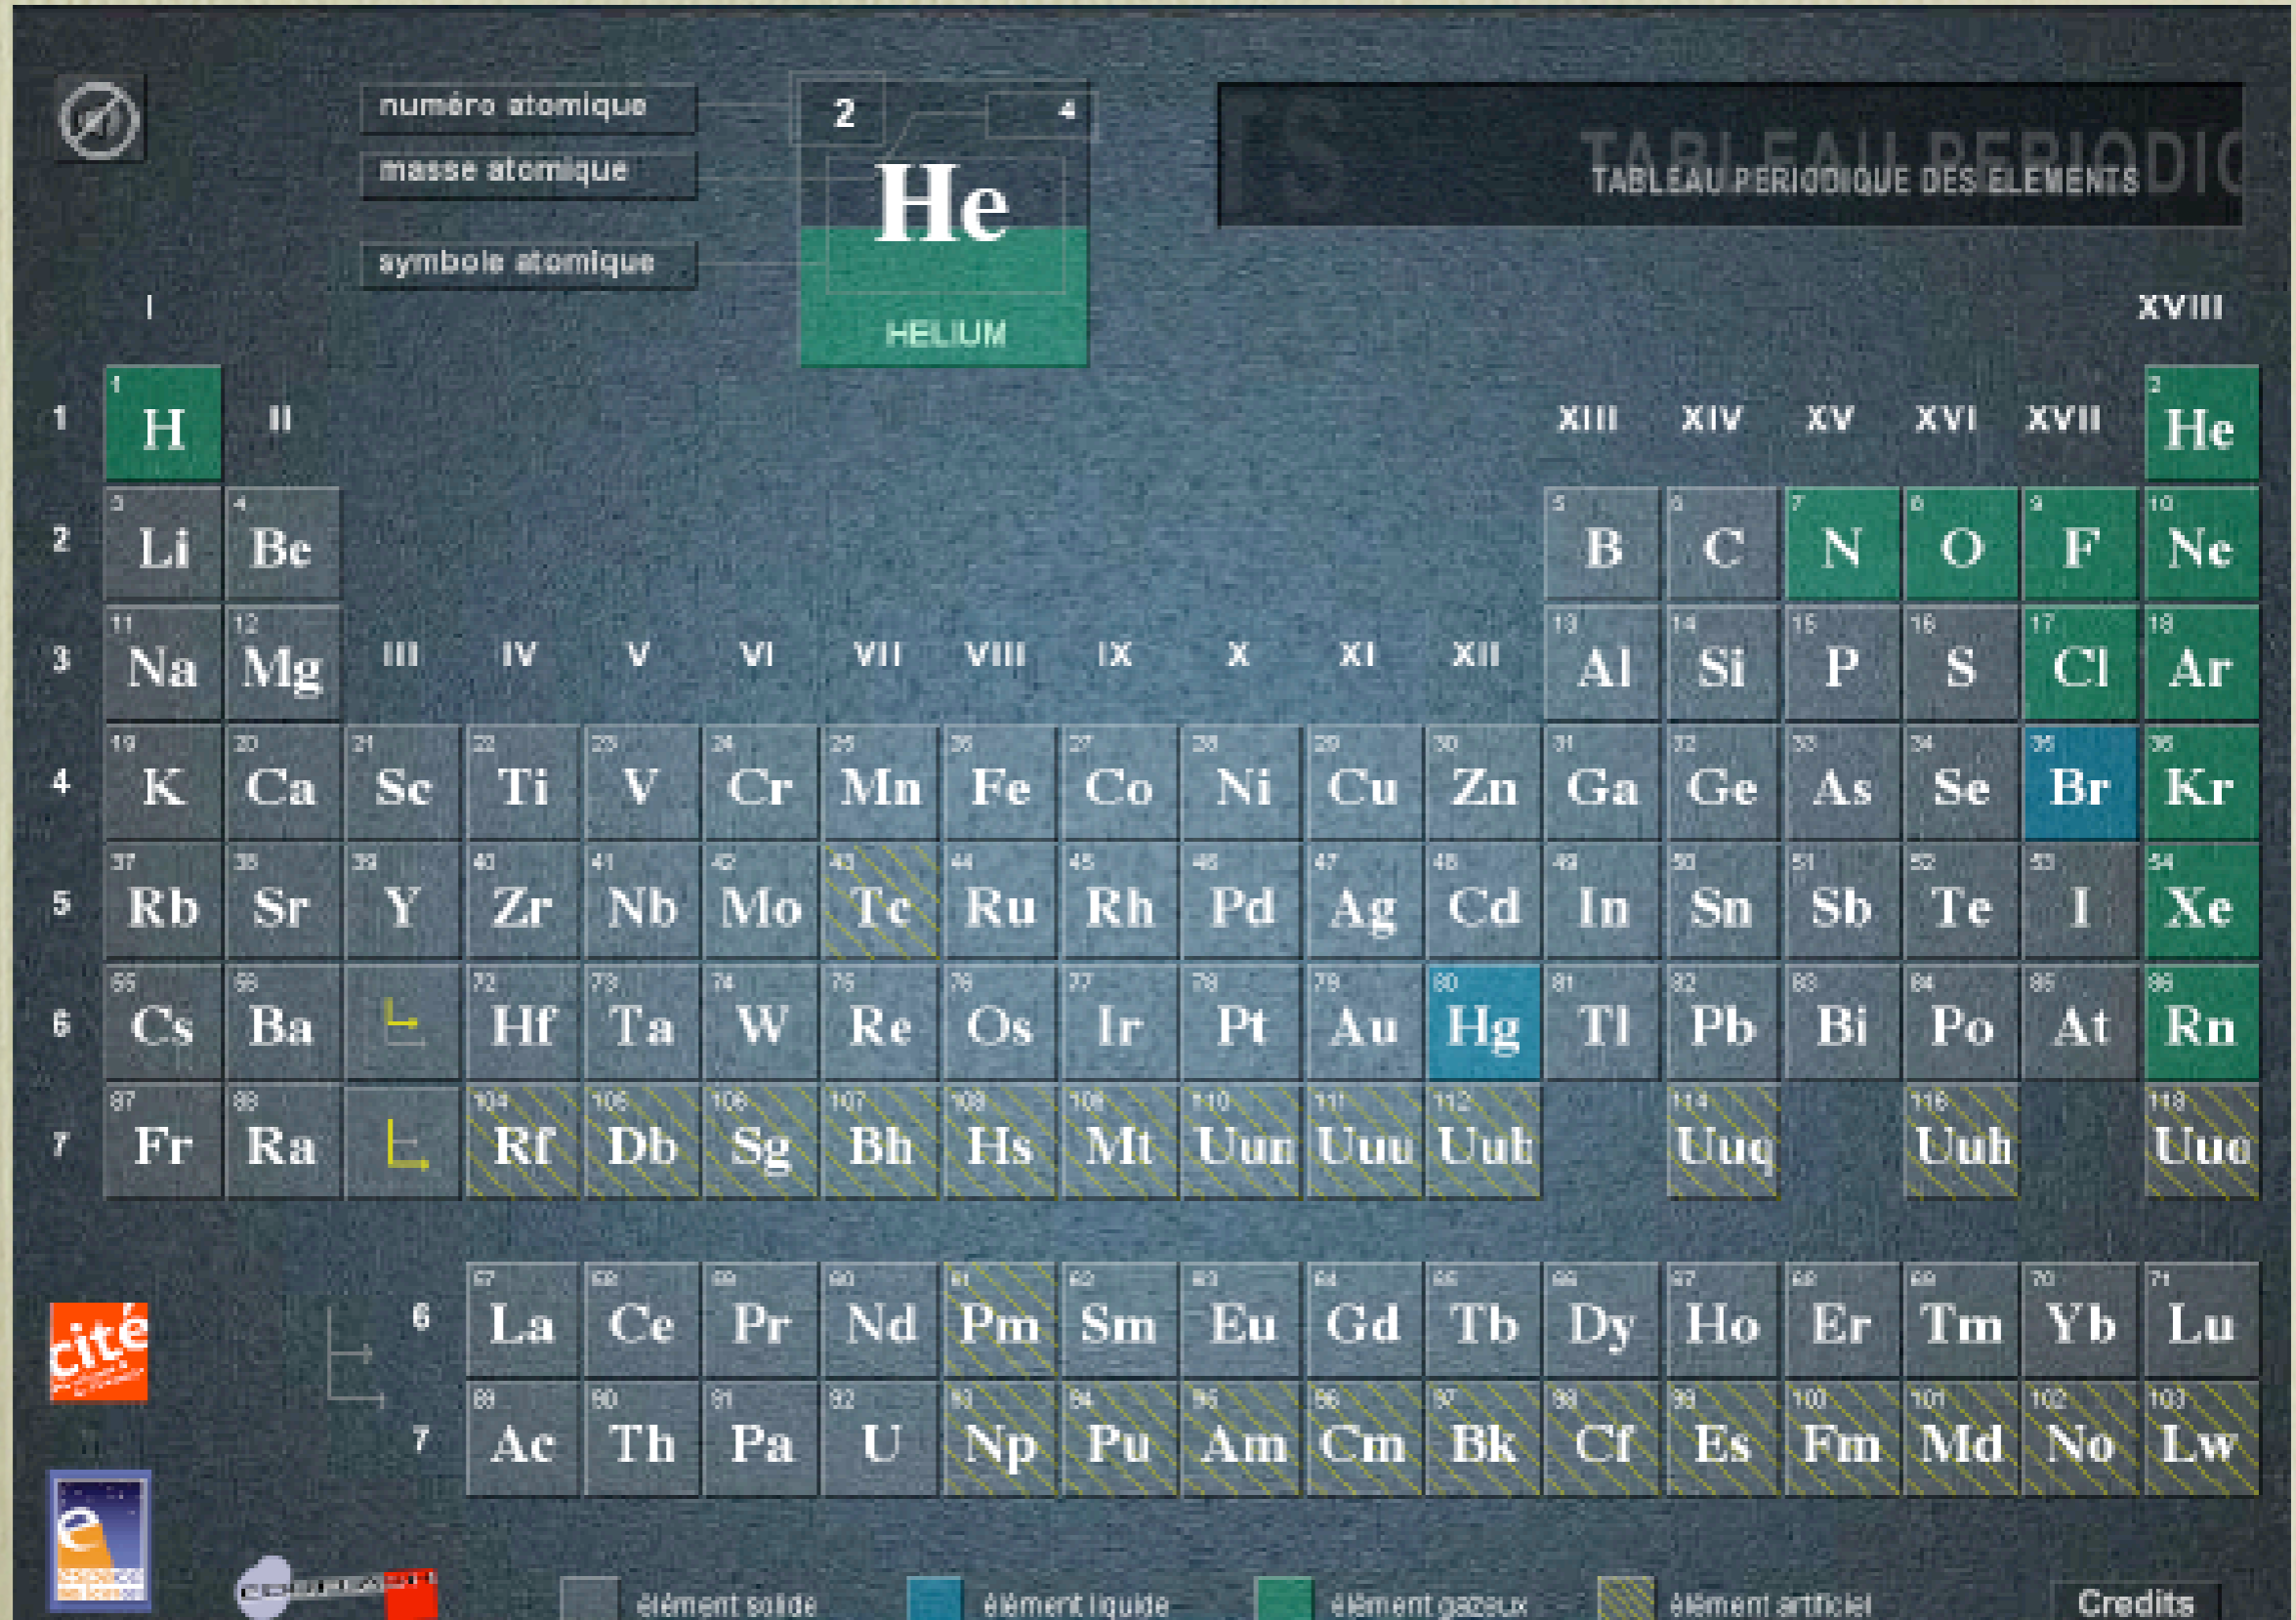 numéro atomique
masse atomique
symbole atomique
2 4
He
HELIUM
TABLEAU PERIODIC
TABLEAU PERIODIQUE DES ELEMENTS
I XVIII
1 1 H II XIII XIV XV XVI XVII 2 He
2 3 Li 4 Be 5 B 6 C 7 N 8 O 9 F 10 Ne
3 11 Na 12 Mg III IV V VI VII VIII IX X XI XII 13 Al 14 Si 15 P 16 S 17 Cl 18 Ar
4 19 K 20 Ca 21 Sc 22 Ti 23 V 24 Cr 25 Mn 26 Fe 27 Co 28 Ni 29 Cu 30 Zn 31 Ga 32 Ge 33 As 34 Se 35 Br 36 Kr
5 37 Rb 38 Sr 39 Y 40 Zr 41 Nb 42 Mo 43 Tc 44 Ru 45 Rh 46 Pd 47 Ag 48 Cd 49 In 50 Sn 51 Sb 52 Te 53 I 54 Xe
6 55 Cs 56 Ba 72 Hf 73 Ta 74 W 75 Re 76 Os 77 Ir 78 Pt 79 Au 80 Hg 81 Tl 82 Pb 83 Bi 84 Po 85 At 86 Rn
7 87 Fr 88 Ra 104 Rf 105 Db 106 Sg 107 Bh 108 Hs 109 Mt 110 Uun 111 Uuu 112 Uub 114 Uuq 116 Uuh 118 Uuo
6 57 La 58 Ce 59 Pr 60 Nd 61 Pm 62 Sm 63 Eu 64 Gd 65 Tb 66 Dy 67 Ho 68 Er 69 Tm 70 Yb 71 Lu
7 89 Ac 90 Th 91 Pa 92 U 93 Np 94 Pu 95 Am 96 Cm 97 Bk 98 Cf 99 Es 100 Fm 101 Md 102 No 103 Lw
cité
e
élément solide élément liquide élément gazeux élément artificiel Credits